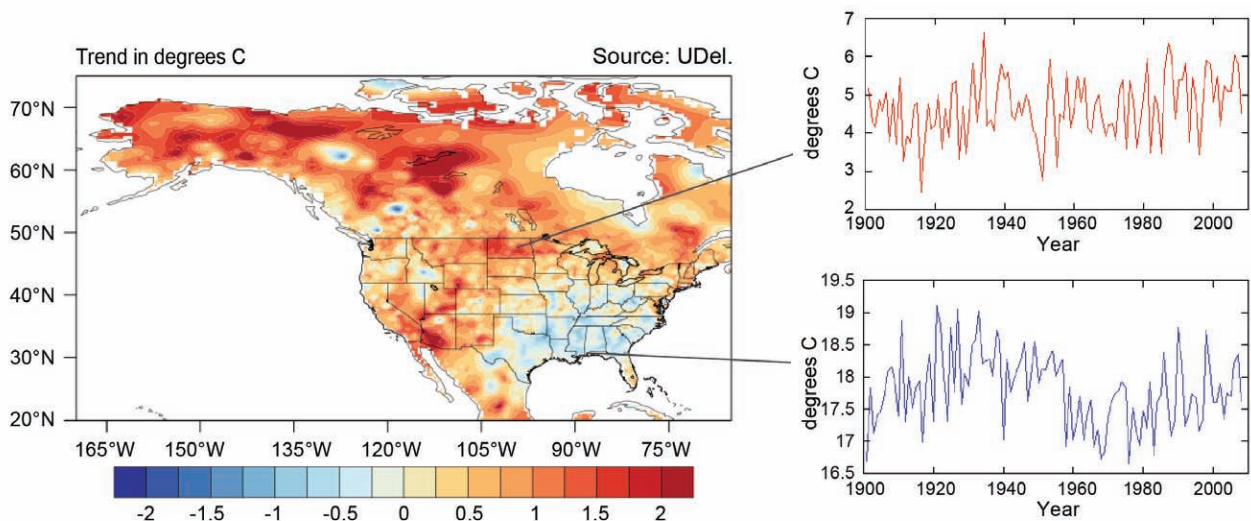 Trend in degrees C Source: UDel.
70°N
60°N
50°N
40°N
30°N
20°N
165°W 150°W 135°W 120°W 105°W 90°W 75°W
-2 -1.5 -1 -0.5 0 0.5 1 1.5 2
degrees C
7
6
5
4
3
2
1900 1920 1940 1960 1980 2000
Year
degrees C
19.5
19
18.5
18
17.5
17
16.5
1900 1920 1940 1960 1980 2000
Year